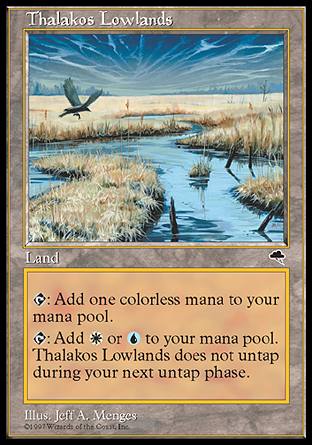 Thalakos Lowlands
Land
: Add one colorless mana to your
mana pool.
: Add or to your mana pool.
Thalakos Lowlands does not untap
during your next untap phase.
Illus. Jeff A. Menges
©1997 Wizards of the Coast, Inc.